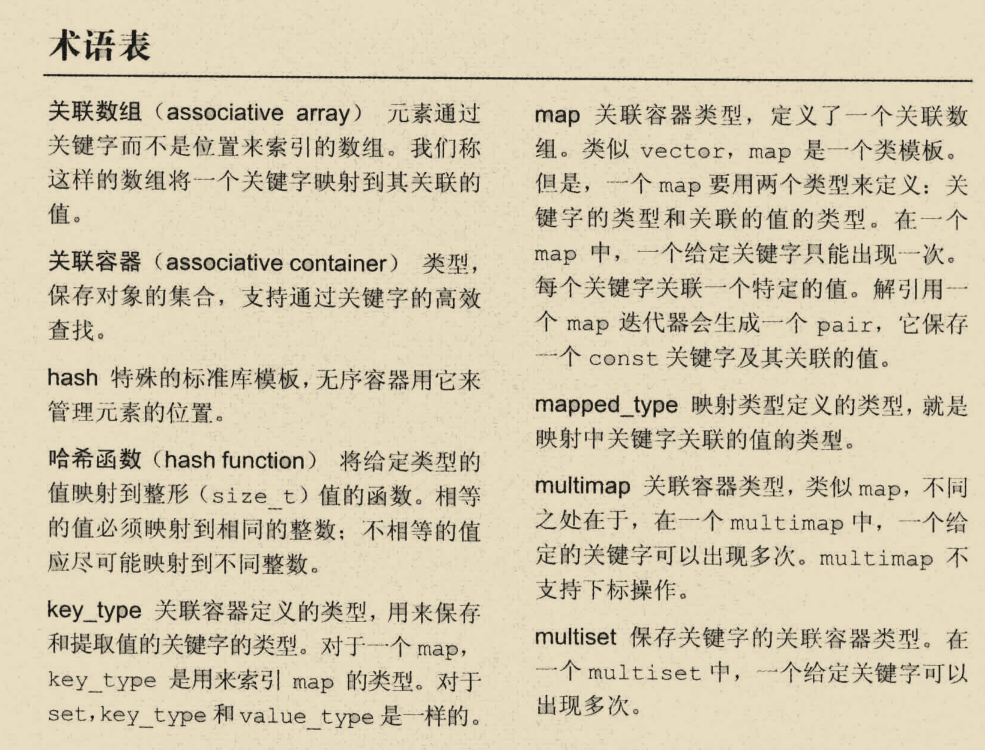 术语表
关联数组（associative array） 元素通过
关键字而不是位置来索引的数组。我们称
这样的数组将一个关键字映射到其关联的
值。
关联容器（associative container） 类型，
保存对象的集合，支持通过关键字的高效
查找。
hash 特殊的标准库模板，无序容器用它来
管理元素的位置。
哈希函数（hash function） 将给定类型的
值映射到整形（size_t）值的函数。相等
的值必须映射到相同的整数；不相等的值
应尽可能映射到不同整数。
key_type 关联容器定义的类型，用来保存
和提取值的关键字的类型。对于一个 map，
key_type 是用来索引 map 的类型。对于
set，key_type 和 value_type 是一样的。
map 关联容器类型，定义了一个关联数
组。类似 vector，map 是一个类模板。
但是，一个 map 要用两个类型来定义：关
键字的类型和关联的值的类型。在一个
map 中，一个给定关键字只能出现一次。
每个关键字关联一个特定的值。解引用一
个 map 迭代器会生成一个 pair，它保存
一个 const 关键字及其关联的值。
mapped_type 映射类型定义的类型，就是
映射中关键字关联的值的类型。
multimap 关联容器类型，类似 map，不同
之处在于，在一个 multimap 中，一个给
定的关键字可以出现多次。multimap 不
支持下标操作。
multiset 保存关键字的关联容器类型。在
一个 multiset 中，一个给定关键字可以
出现多次。